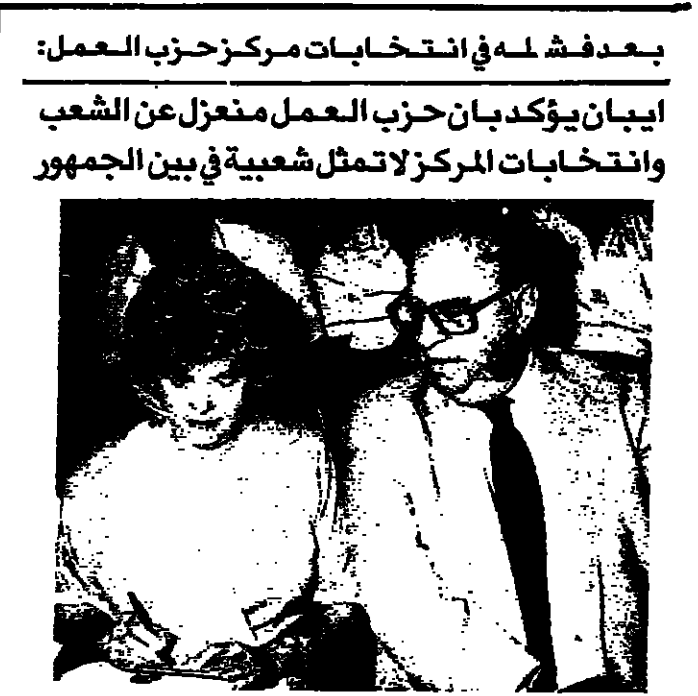 بعد فشله في انتخابات مركز حزب العمل:
ايبان يؤكد بان حزب العمل منعزل عن الشعب
وانتخابات المركز لا تمثل شعبية في بين الجمهور